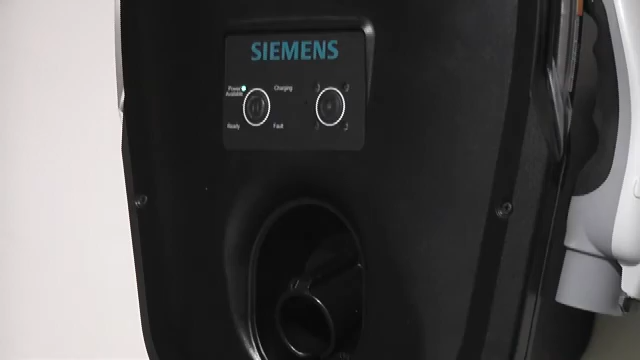 SIEMENS
Power
Available
Charging
Ready
Fault